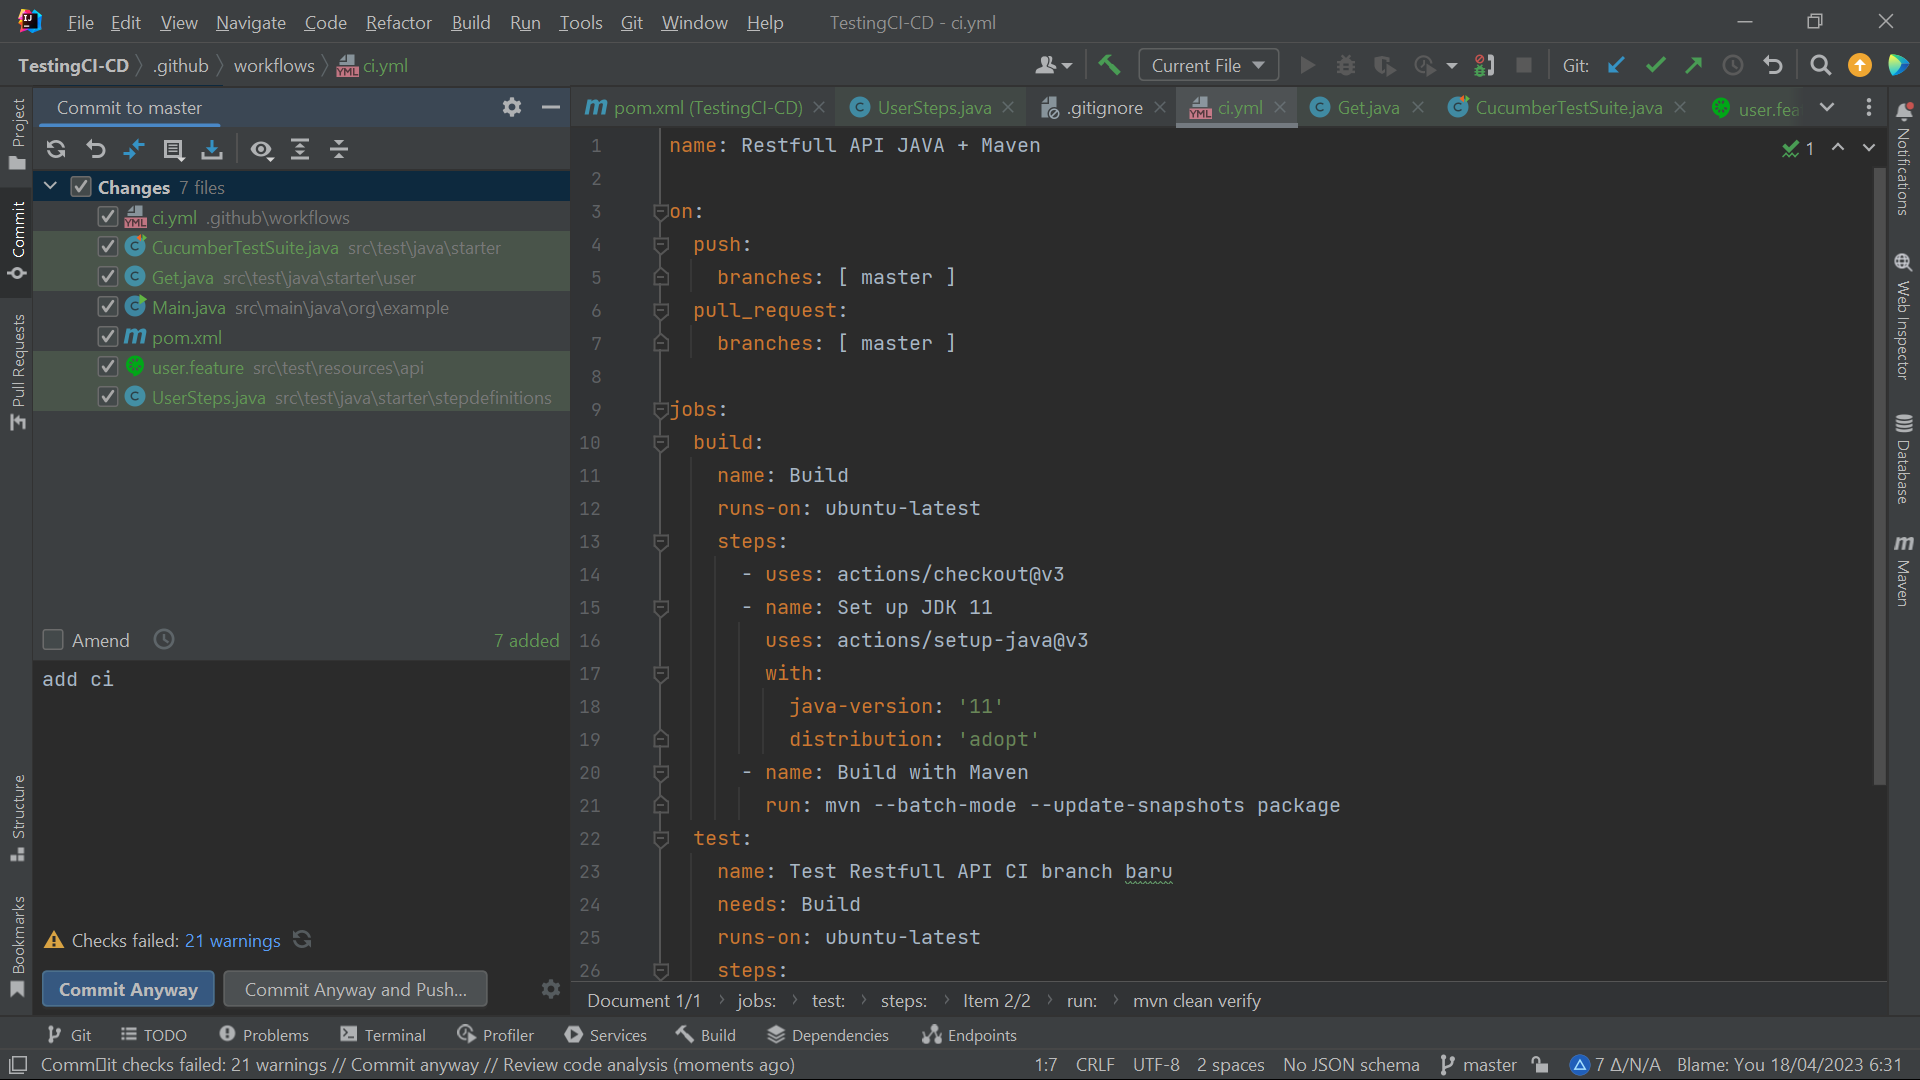 File Edit View Navigate Code Refactor Build Run Tools Git Window Help TestingCI-CD - ci.yml
TestingCI-CD .github workflows ci.yml Current File Git:
Project
Commit
Pull Requests
Structure
Bookmarks
Commit to master
Changes 7 files
ci.yml .github\workflows
CucumberTestSuite.java src\test\java\starter
Get.java src\test\java\starter\user
Main.java src\main\java\org\example
pom.xml
user.feature src\test\resources\api
UserSteps.java src\test\java\starter\stepdefinitions
Amend 7 added
add ci
Checks failed: 21 warnings
Commit Anyway Commit Anyway and Push...
pom.xml (TestingCI-CD) UserSteps.java .gitignore ci.yml Get.java CucumberTestSuite.java user.fea
1 name: Restfull API JAVA + Maven 1
2
3 on:
4 push:
5 branches: [ master ]
6 pull_request:
7 branches: [ master ]
8
9 jobs:
10 build:
11 name: Build
12 runs-on: ubuntu-latest
13 steps:
14 - uses: actions/checkout@v3
15 - name: Set up JDK 11
16 uses: actions/setup-java@v3
17 with:
18 java-version: '11'
19 distribution: 'adopt'
20 - name: Build with Maven
21 run: mvn --batch-mode --update-snapshots package
22 test:
23 name: Test Restfull API CI branch baru
24 needs: Build
25 runs-on: ubuntu-latest
26 steps:
Document 1/1 jobs: test: steps: Item 2/2 run: mvn clean verify
Notifications
Web Inspector
Database
Maven
Git TODO Problems Terminal Profiler Services Build Dependencies Endpoints
Comm□it checks failed: 21 warnings // Commit anyway // Review code analysis (moments ago) 1:7 CRLF UTF-8 2 spaces No JSON schema master 7 Δ/N/A Blame: You 18/04/2023 6:31